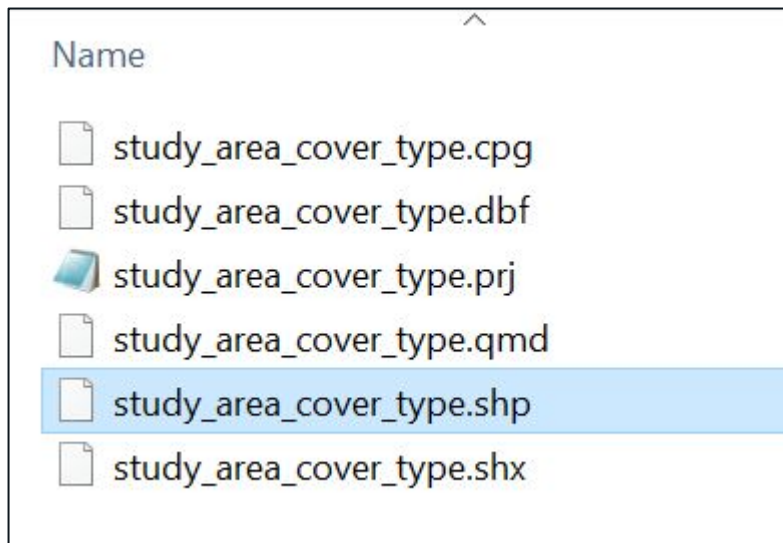 Name
study_area_cover_type.cpg
study_area_cover_type.dbf
study_area_cover_type.prj
study_area_cover_type.qmd
study_area_cover_type.shp
study_area_cover_type.shx